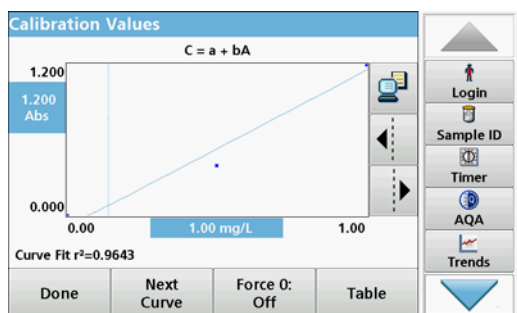 Calibration Values
C = a + bA
1.200
1.200
Abs
0.000
0.00
1.00 mg/L
1.00
Curve Fit r²=0.9643
Done
Next
Curve
Force 0:
Off
Table
Login
Sample ID
Timer
AQA
Trends